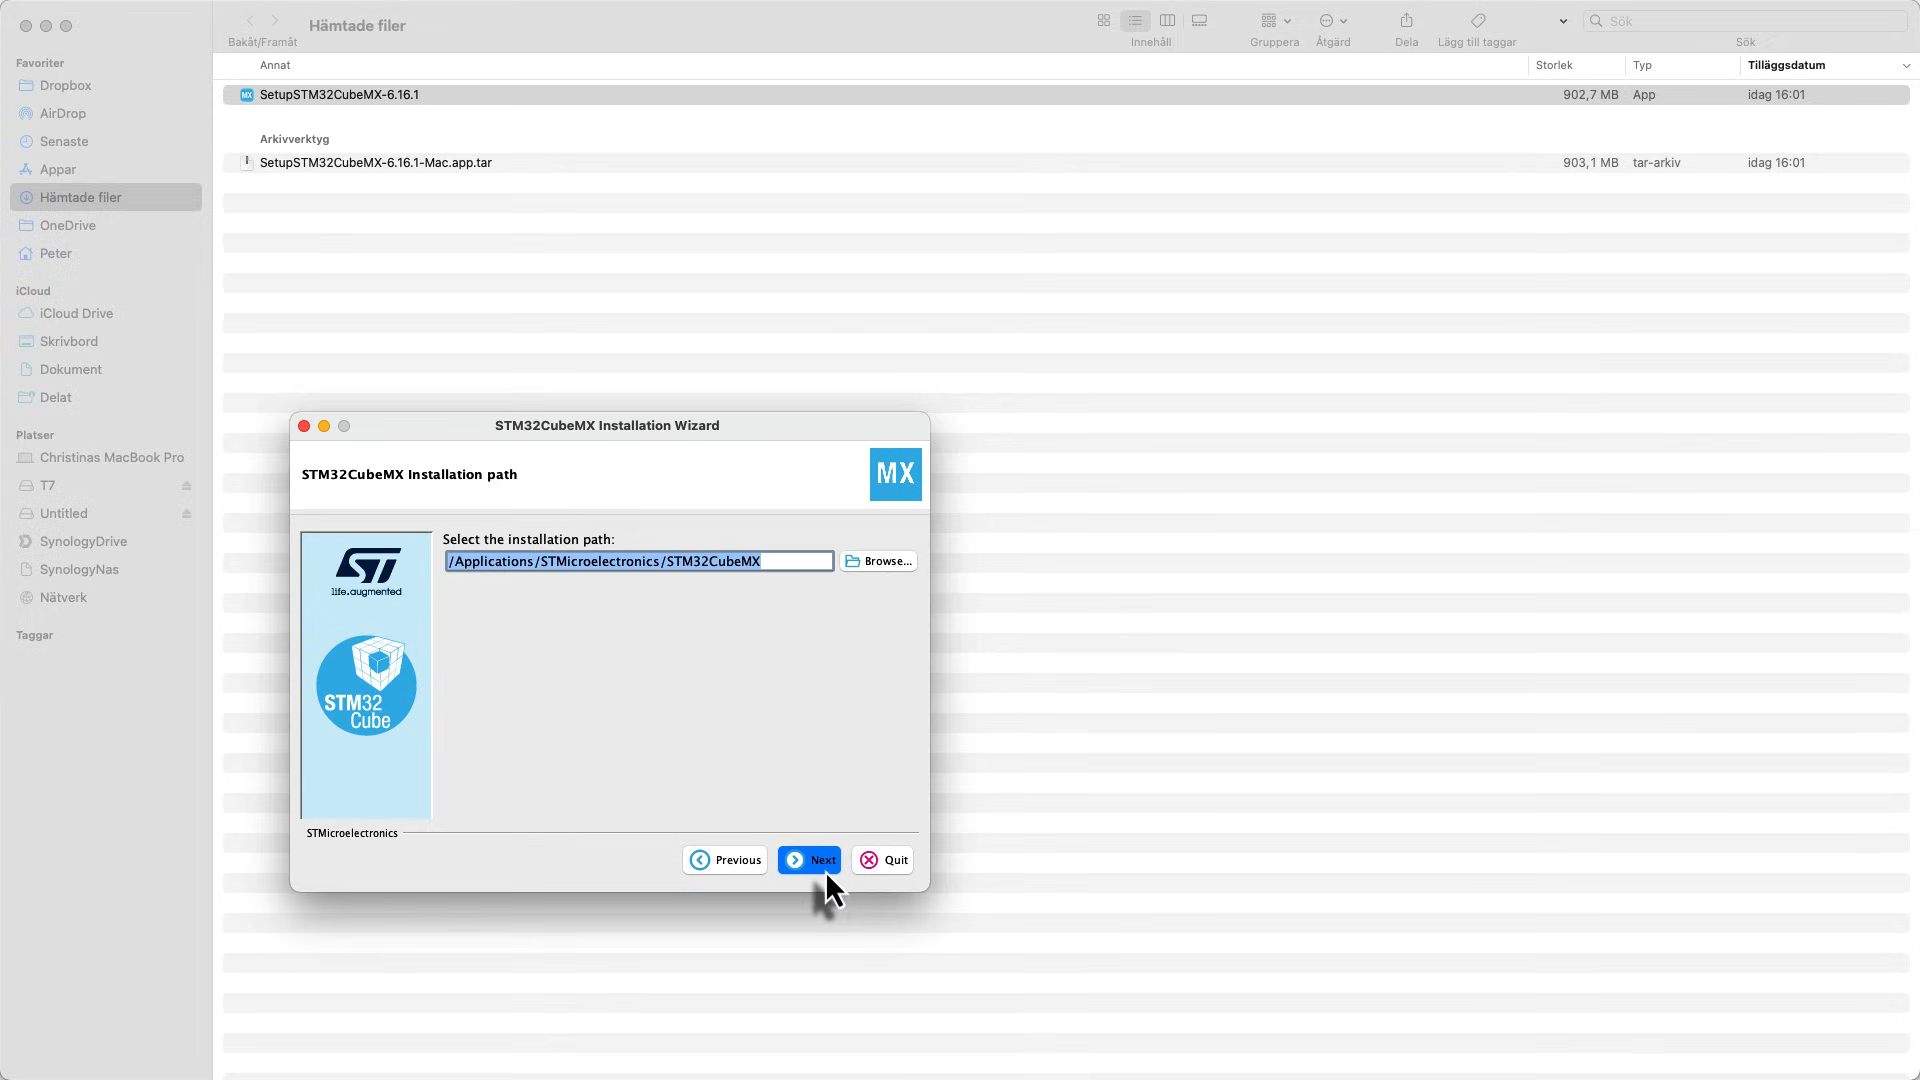 Bakåt/Framåt
Hämtade filer
Innehåll
Gruppera
Åtgärd
Dela
Lägg till taggar
Sök
Sök
Favoriter
Dropbox
AirDrop
Senaste
Appar
Hämtade filer
OneDrive
Peter
iCloud
iCloud Drive
Skrivbord
Dokument
Delat
Platser
Christinas MacBook Pro
T7
Untitled
SynologyDrive
SynologyNas
Nätverk
Taggar
Annat
Storlek
Typ
Tilläggsdatum
MX SetupSTM32CubeMX-6.16.1 902,7 MB App idag 16:01
Arkivverktyg
SetupSTM32CubeMX-6.16.1-Mac.app.tar 903,1 MB tar-arkiv idag 16:01
STM32CubeMX Installation Wizard
STM32CubeMX Installation path
MX
ST
life.augmented
STM32
Cube
Select the installation path:
/Applications/STMicroelectronics/STM32CubeMX
Browse...
STMicroelectronics
Previous
Next
Quit